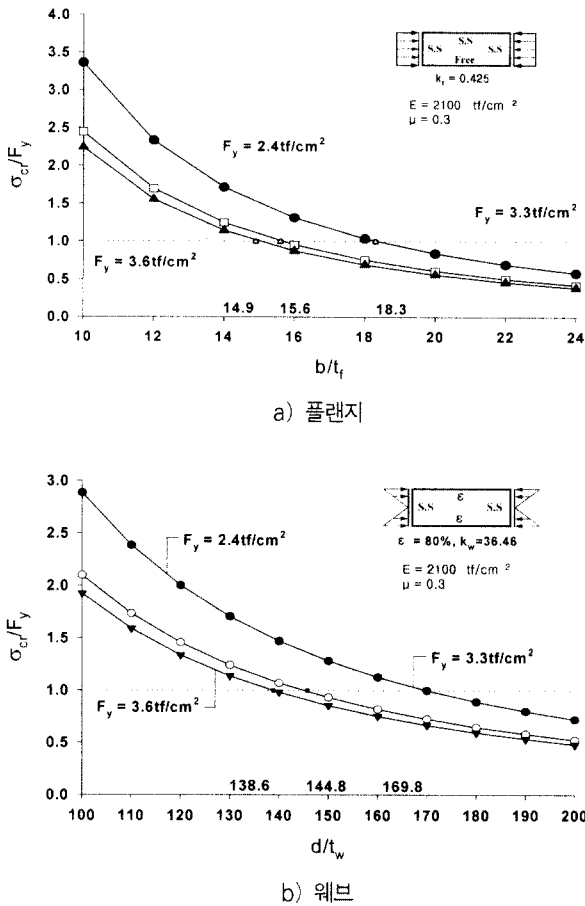 4.0
3.5
3.0
2.5
2.0
1.5
1.0
0.5
0.0
σcr/Fy
S.S
S.S S.S
Free
kf = 0.425
E = 2100 tf/cm²
μ = 0.3
Fy = 2.4tf/cm²
Fy = 3.3tf/cm²
Fy = 3.6tf/cm²
14.9 15.6 18.3
10 12 14 16 18 20 22 24
b/tf
a) 플랜지
3.0
2.5
2.0
1.5
1.0
0.5
0.0
σcr/Fy
ε
S.S S.S
ε
ε = 80%, kw=36.46
E = 2100 tf/cm²
μ = 0.3
Fy = 2.4tf/cm²
Fy = 3.3tf/cm²
Fy = 3.6tf/cm²
138.6 144.8 169.8
100 110 120 130 140 150 160 170 180 190 200
d/tw
b) 웨브